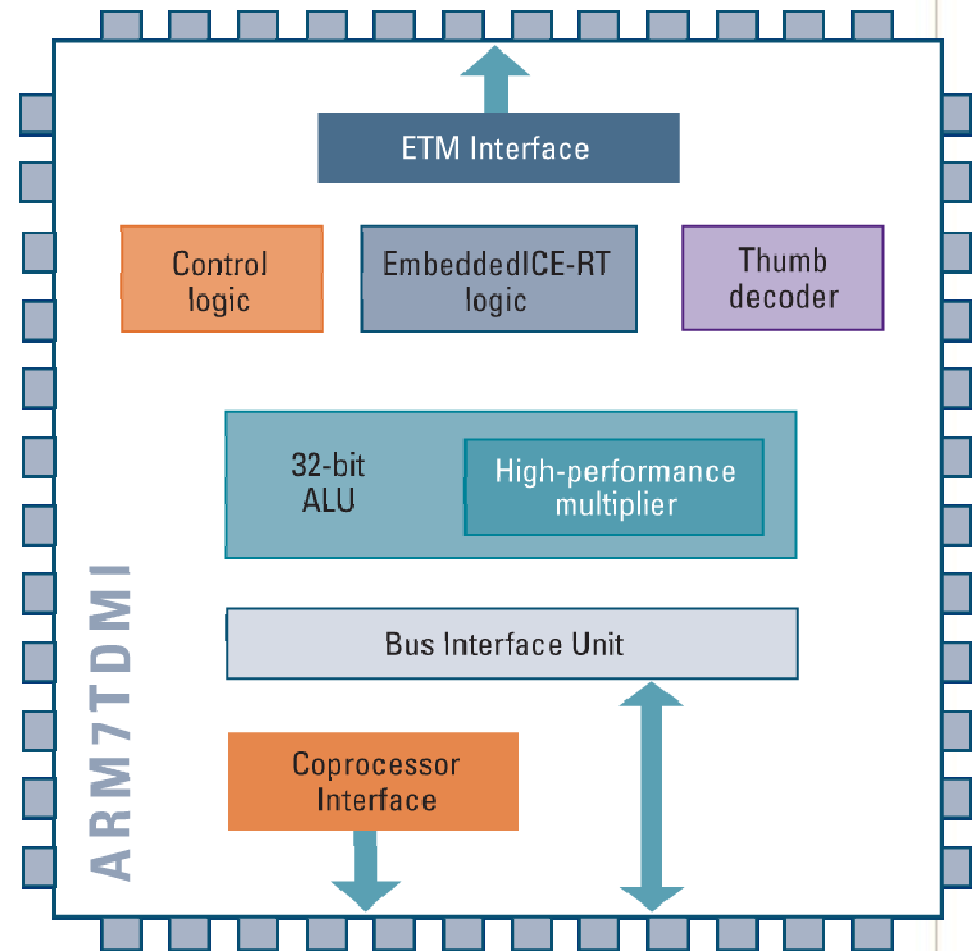 ETM Interface
Control
logic
EmbeddedICE-RT
logic
Thumb
decoder
32-bit
ALU
High-performance
multiplier
Bus Interface Unit
Coprocessor
Interface
ARM7TDMI